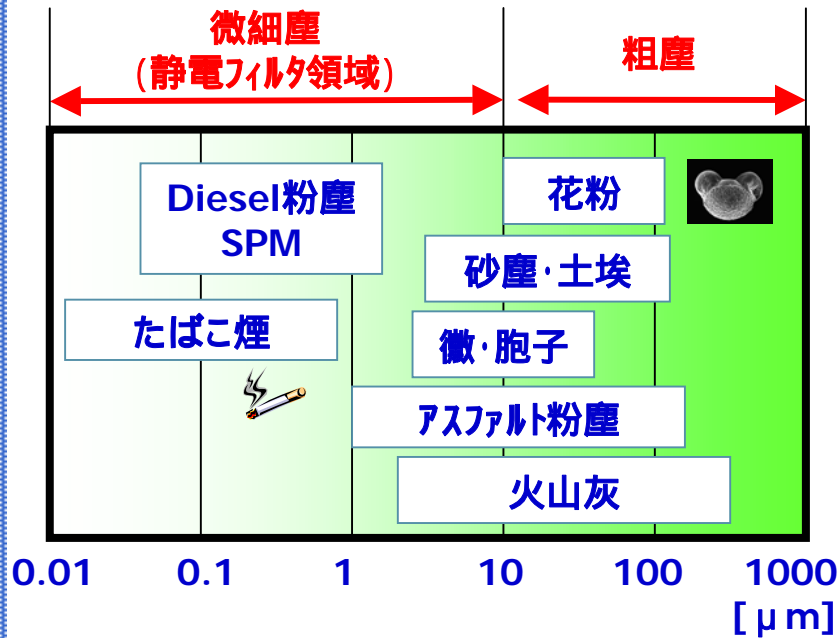 微細塵
(静電フィルタ領域)
粗塵
Diesel粉塵
SPM
花粉
砂塵・土埃
たばこ煙
黴・胞子
アスファルト粉塵
火山灰
0.01 0.1 1 10 100 1000
[μm]